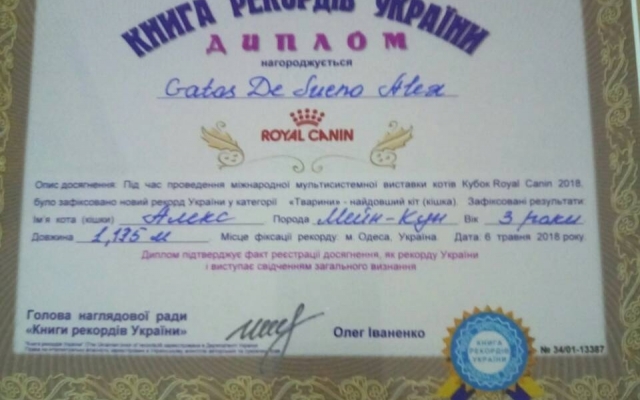 КНИГА РЕКОРДІВ УКРАЇНИ
ДИПЛОМ
нагороджується
Gatos De Sueno Alex
ROYAL CANIN
Опис досягнення: Під час проведення міжнародної мультисистемної виставки котів Кубок Royal Canin 2018,
було зафіксовано новий рекорд України у категорії «Тварини» - найдовший кіт (кішка). Зафіксовані результати:
Ім'я кота (кішки) Алекс Порода Мейн-Кун Вік 3 роки
Довжина 1,175 м Місце фіксації рекорду: м.Одеса, Україна. Дата: 6 травня 2018 року.
Диплом підтверджує факт реєстрації досягнення, як рекорду України
і виступає свідченням загального визнання
Голова наглядової ради
«Книги рекордів України»
Олег Іваненко
КНИГА
РЕКОРДІВ
УКРАЇНИ
№ 34/01-13387